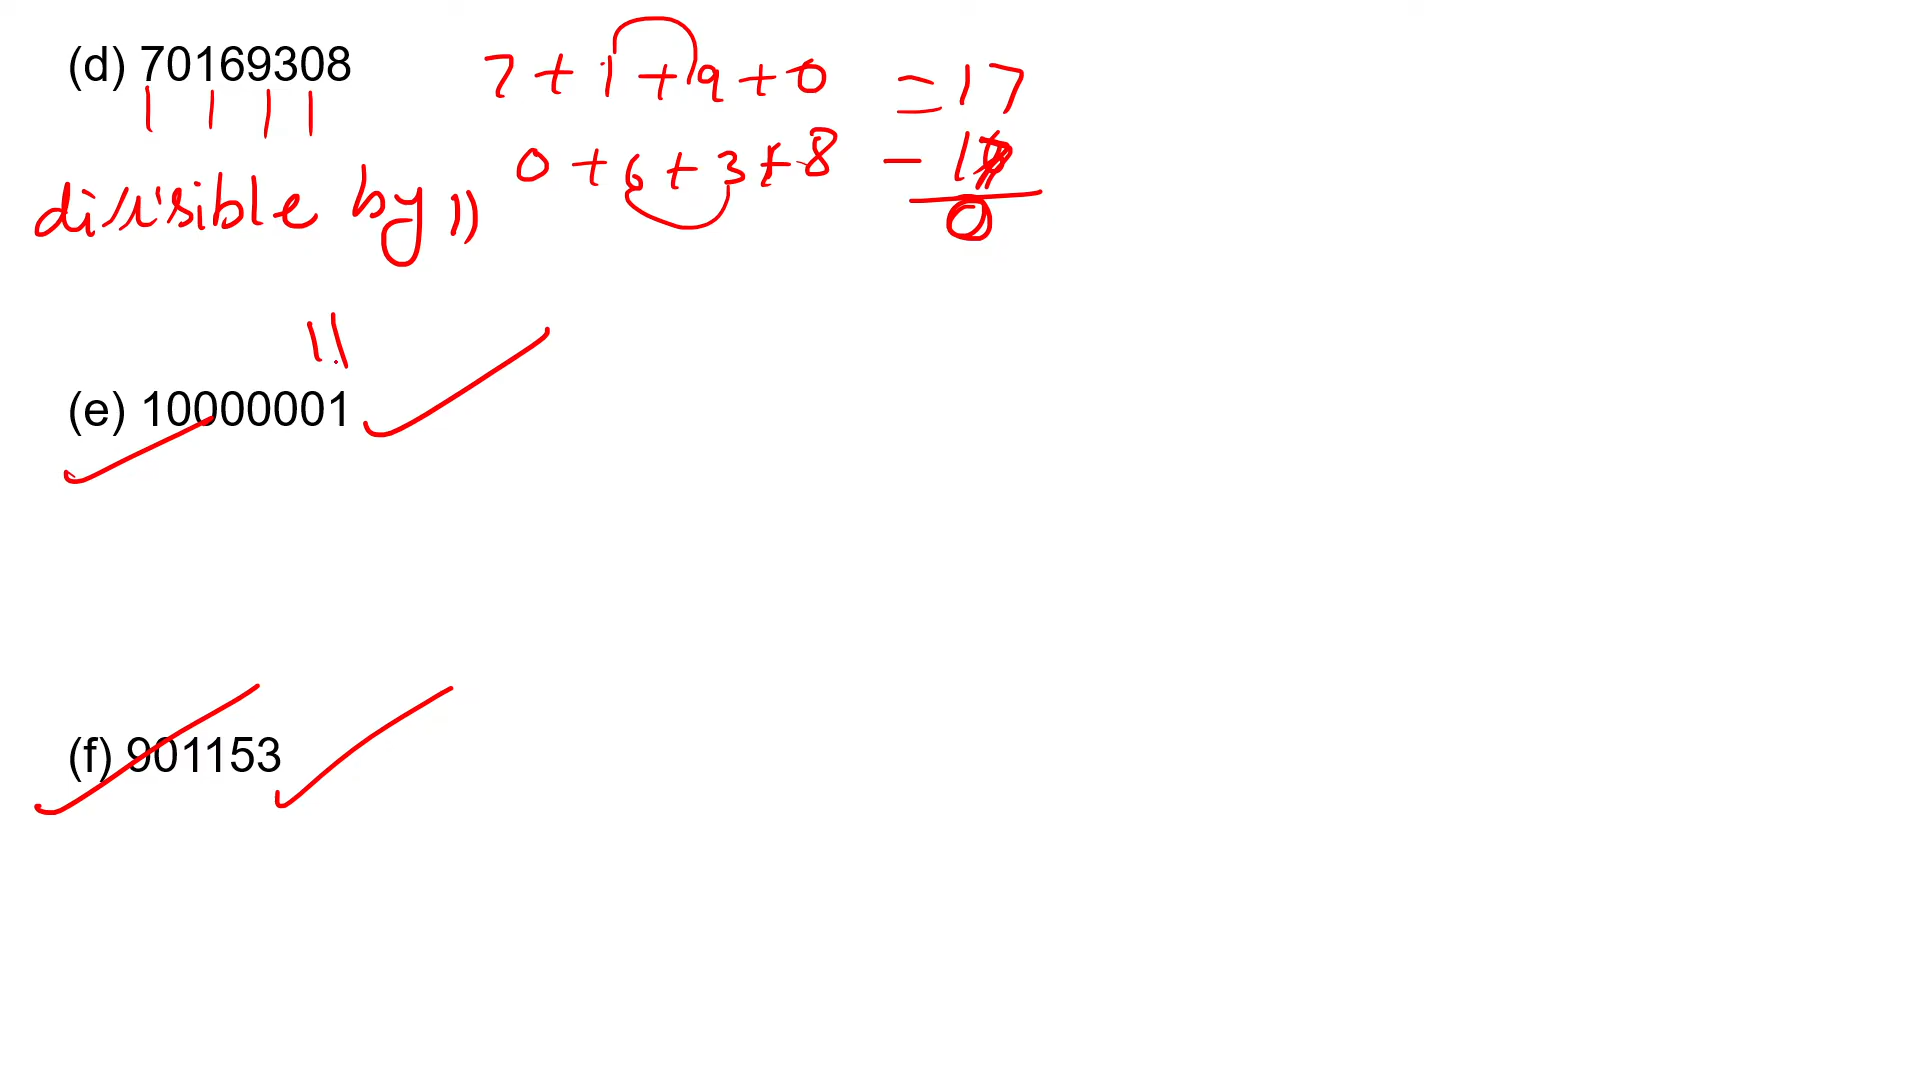 (d) 70169308 7 + 1 + 9 + 0 = 17
0 + 6 + 3 + 8 - 17
divisible by 11 0
11
(e) 10000001
(f) 901153